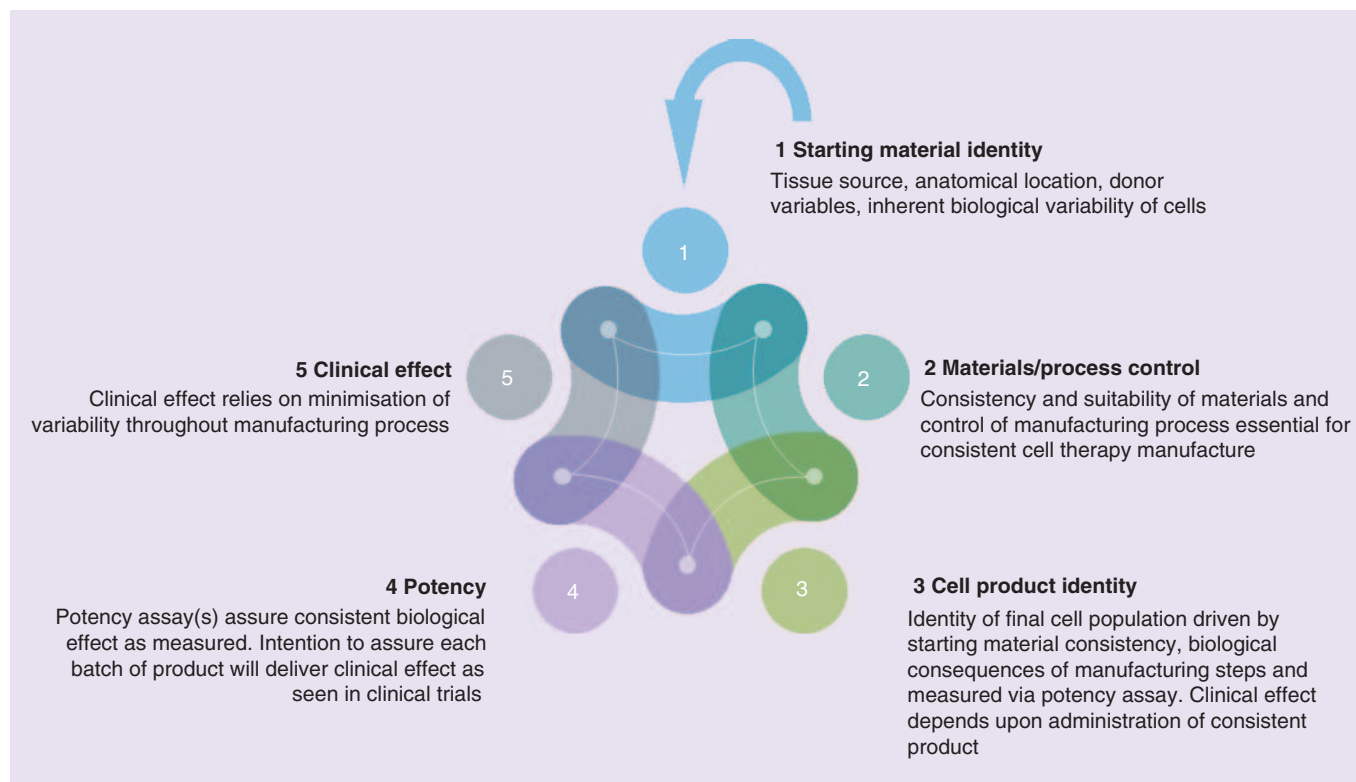 1 Starting material identity
Tissue source, anatomical location, donor
variables, inherent biological variability of cells
1
5 Clinical effect
Clinical effect relies on minimisation of
variability throughout manufacturing process
5
2
2 Materials/process control
Consistency and suitability of materials and
control of manufacturing process essential for
consistent cell therapy manufacture
4 Potency
Potency assay(s) assure consistent biological
effect as measured. Intention to assure each
batch of product will deliver clinical effect as
seen in clinical trials
4
3
3 Cell product identity
Identity of final cell population driven by
starting material consistency, biological
consequences of manufacturing steps and
measured via potency assay. Clinical effect
depends upon administration of consistent
product